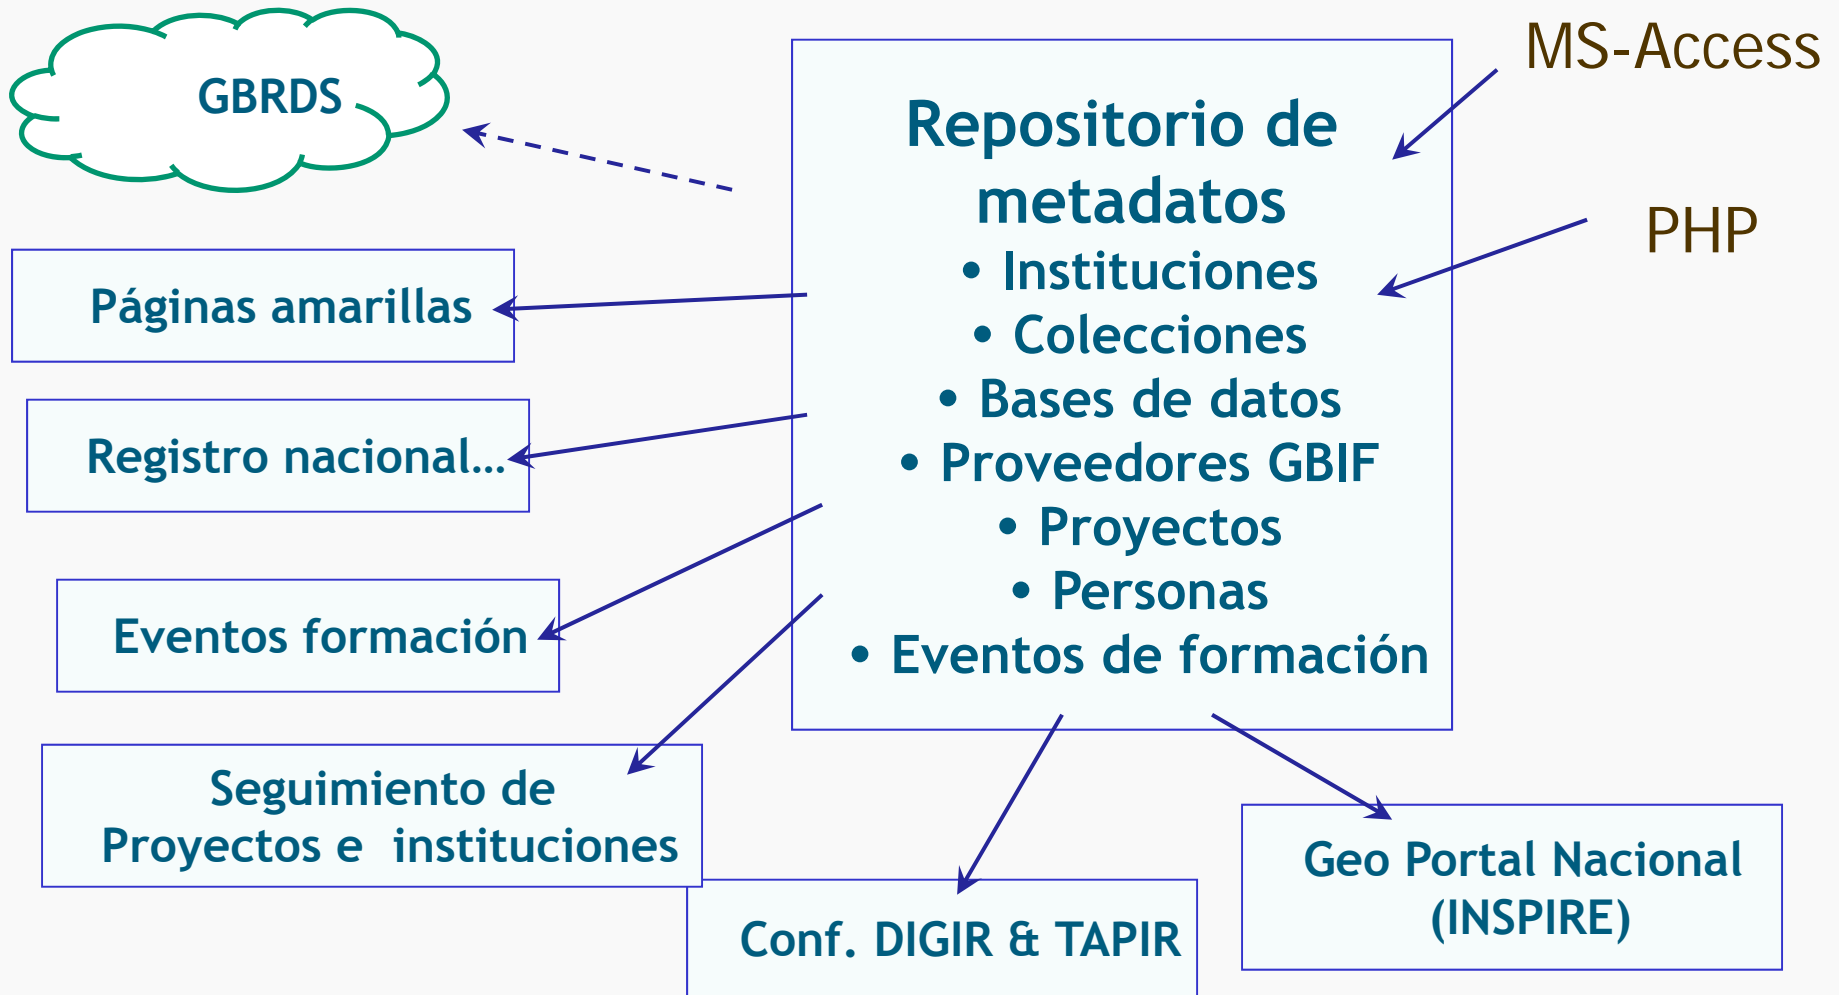 GBRDS
MS-Access
Repositorio de
metadatos
PHP
• Instituciones
• Colecciones
• Bases de datos
• Proveedores GBIF
• Proyectos
• Personas
• Eventos de formación
Páginas amarillas
Registro nacional...
Eventos formación
Seguimiento de
Proyectos e instituciones
Conf. DIGIR & TAPIR
Geo Portal Nacional
(INSPIRE)